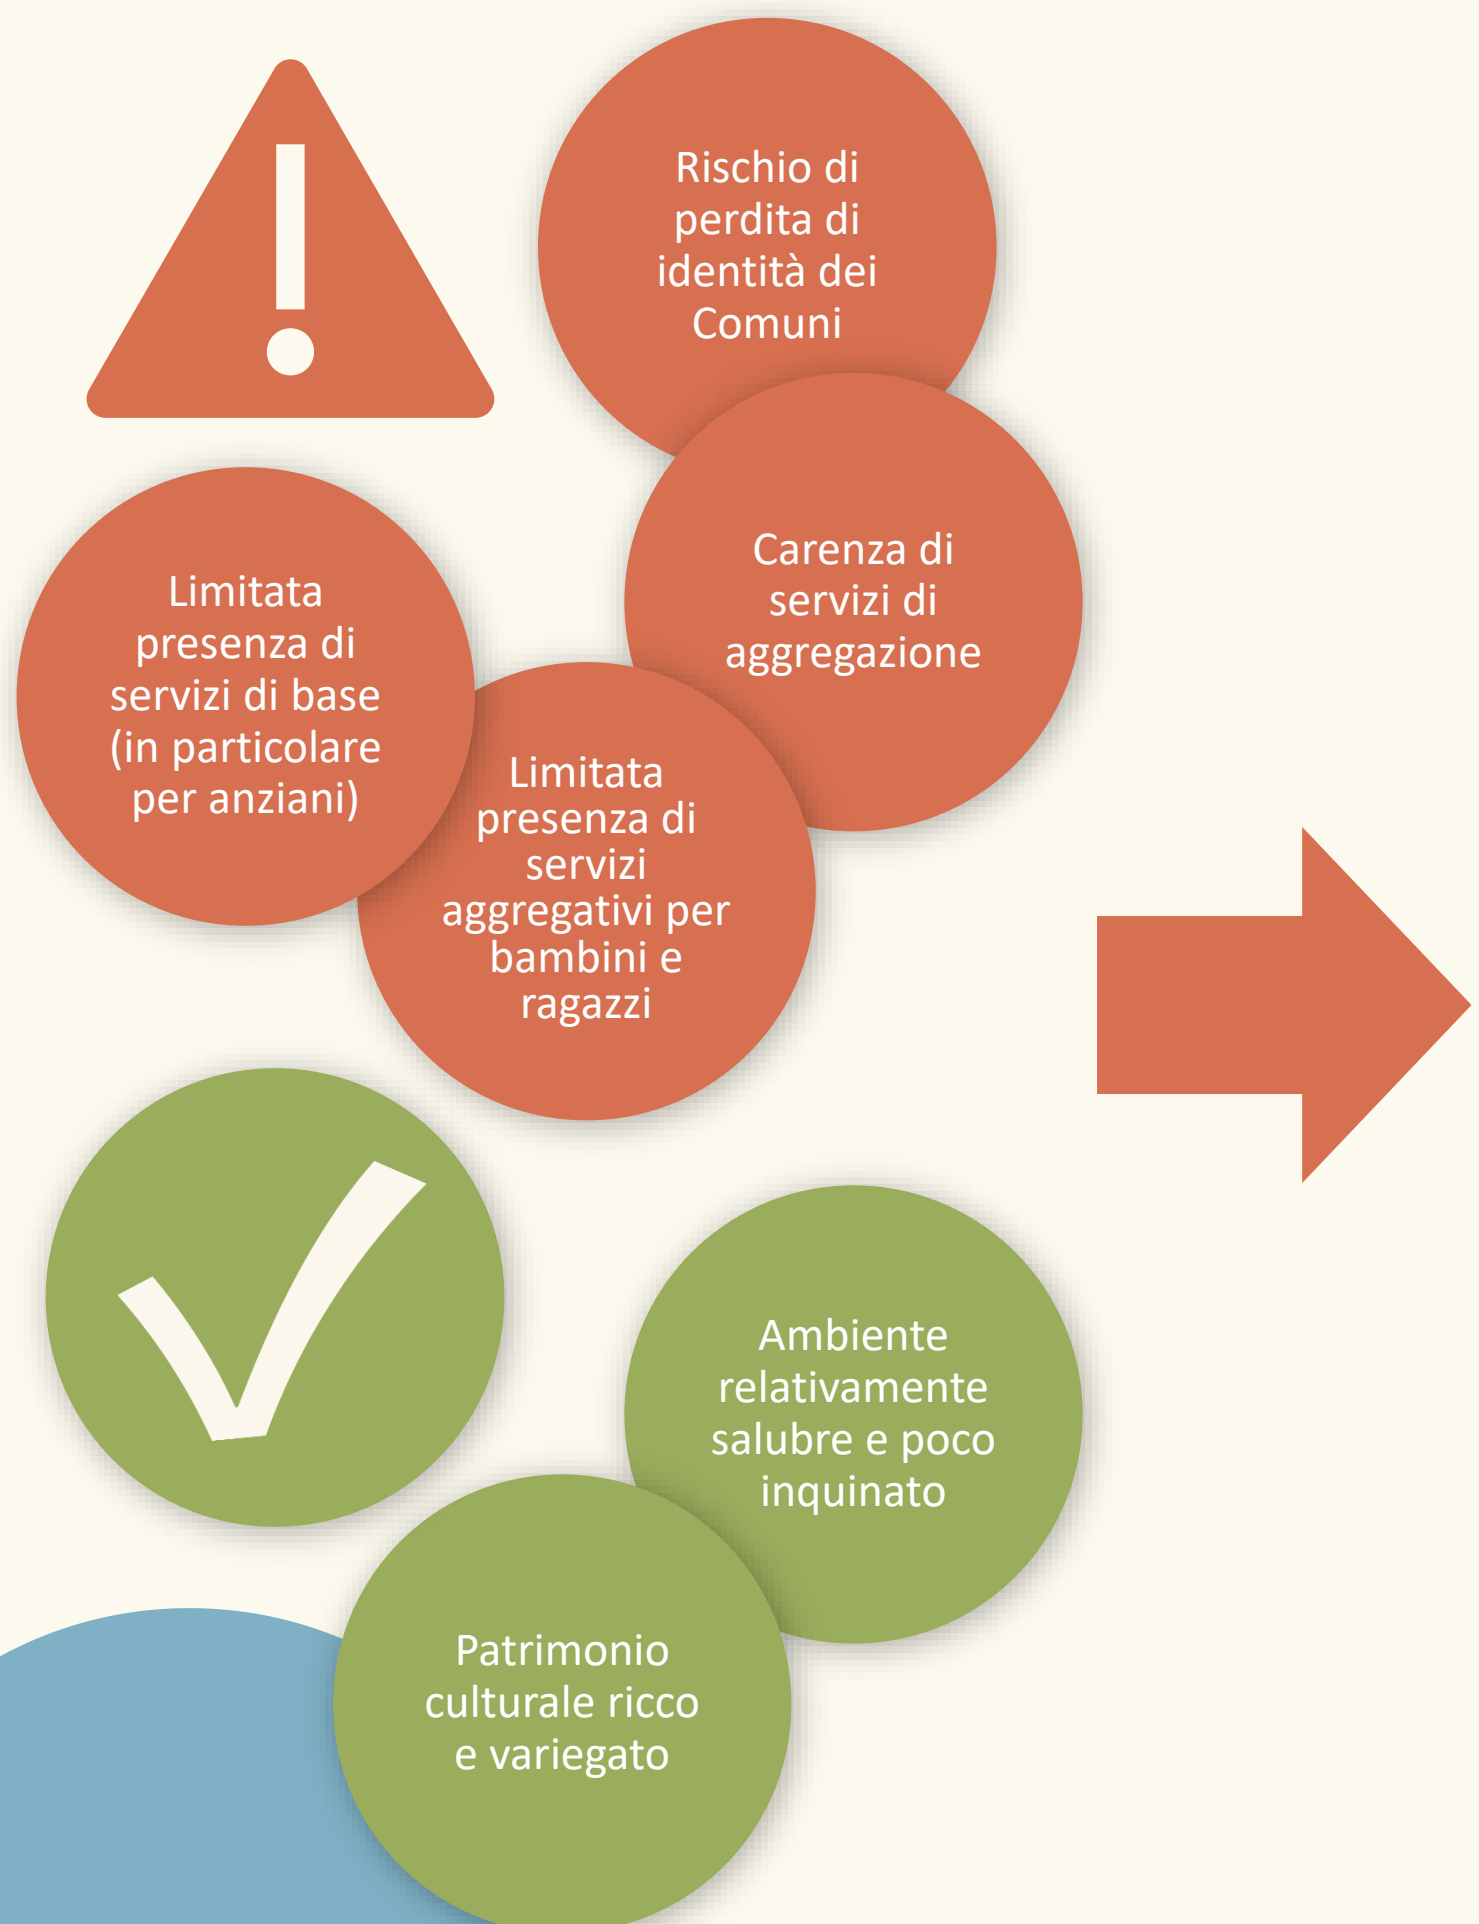 Rischio di
perdita di
identità dei
Comuni
Carenza di
servizi di
aggregazione
Limitata
presenza di
servizi di base
(in particolare
per anziani)
Limitata
presenza di
servizi
aggregativi per
bambini e
ragazzi
Ambiente
relativamente
salubre e poco
inquinato
Patrimonio
culturale ricco
e variegato